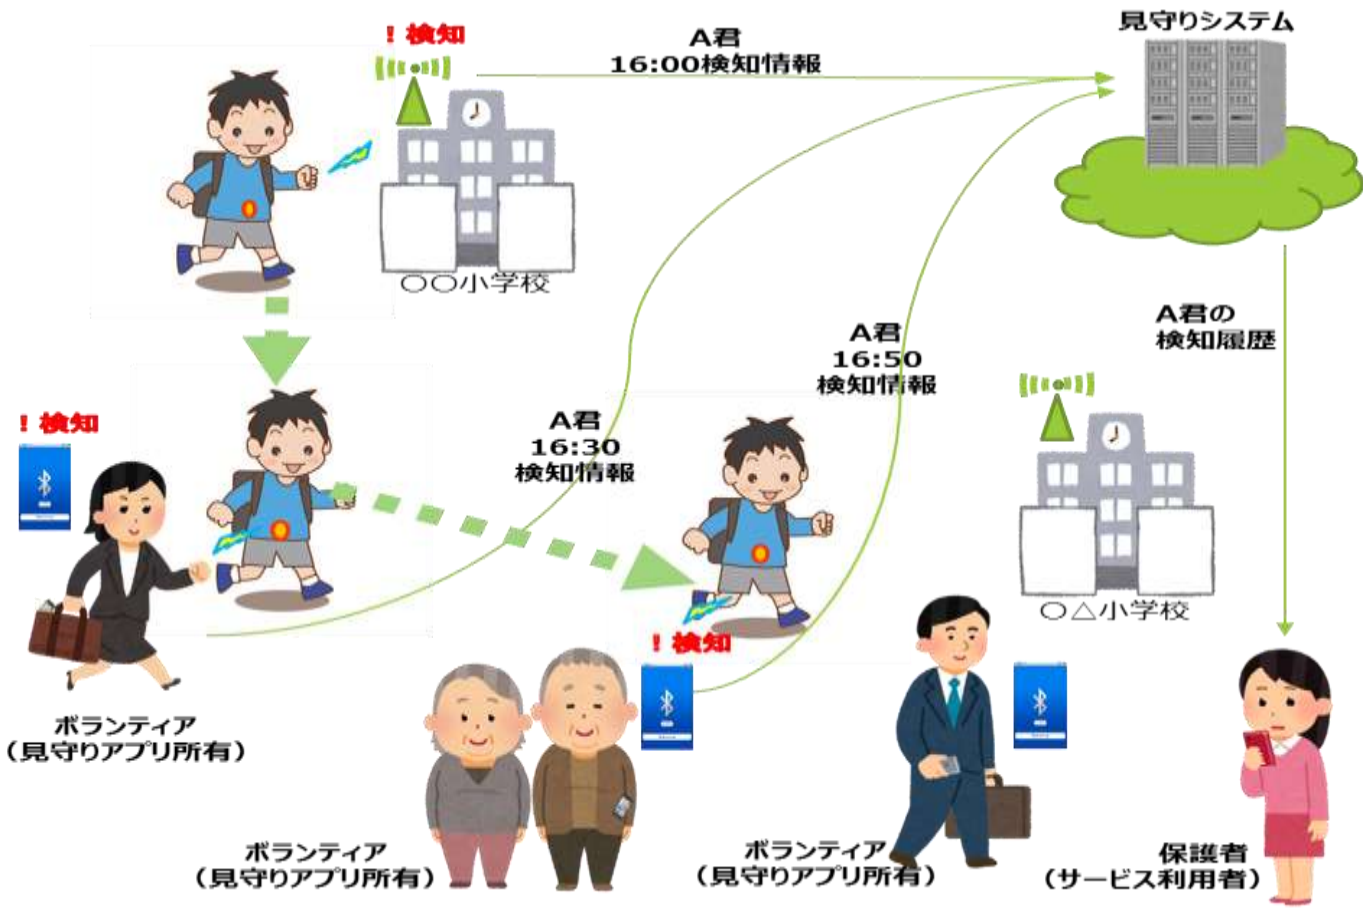 ！検知
A君
16:00検知情報
見守りシステム
〇〇小学校
A君の
検知履歴
A君
16:50
検知情報
！検知
A君
16:30
検知情報
〇△小学校
！検知
ボランティア
（見守りアプリ所有）
ボランティア
（見守りアプリ所有）
ボランティア
（見守りアプリ所有）
保護者
（サービス利用者）